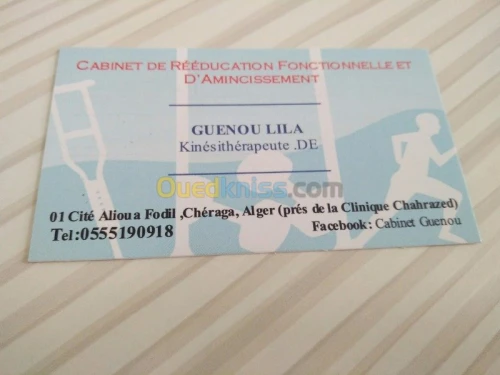 CABINET DE RÉÉDUCATION FONCTIONNELLE ET
D'AMINCISSEMENT
GUENOU LILA
Kinésithérapeute .DE
Ouedkniss.com
01 Cité Alioua Fodil ,Chéraga, Alger (prés de la Clinique Chahrazed)
Tel:0555190918
Facebook: Cabinet Guenou